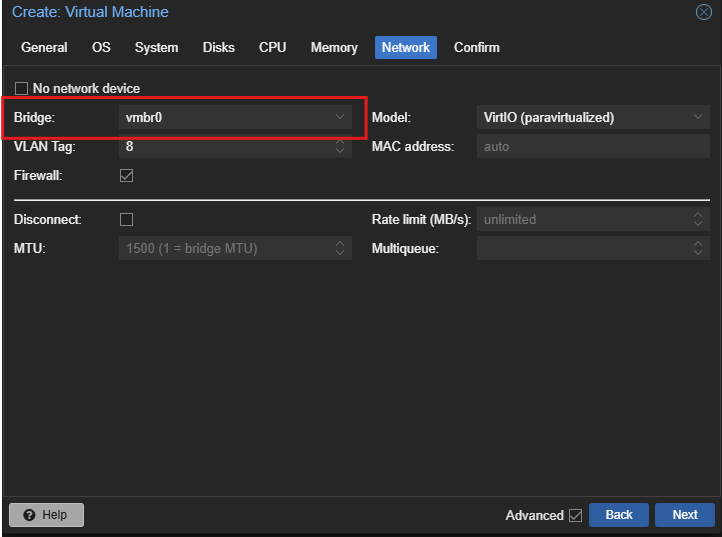 Create: Virtual Machine
General OS System Disks CPU Memory Network Confirm
No network device
Bridge: vmbr0 Model: VirtIO (paravirtualized)
VLAN Tag: 8 MAC address: auto
Firewall:
Disconnect: Rate limit (MB/s): unlimited
MTU: 1500 (1 = bridge MTU) Multiqueue:
? Help Advanced Back Next